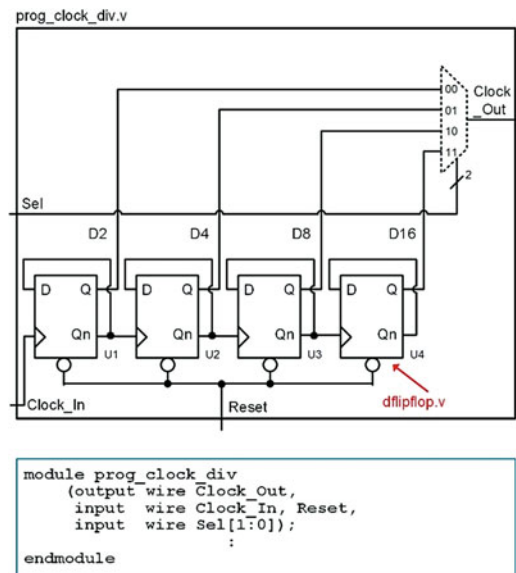 prog_clock_div.v
00
Clock
_Out
01
10
11
2
Sel
D2
D4
D8
D16
D Q
D Q
D Q
D Q
Qn
Qn
Qn
Qn
U1
U2
U3
U4
Clock_In
Reset
dflipflop.v
module prog_clock_div
(output wire Clock_Out,
input wire Clock_In, Reset,
input wire Sel[1:0]);
:
endmodule